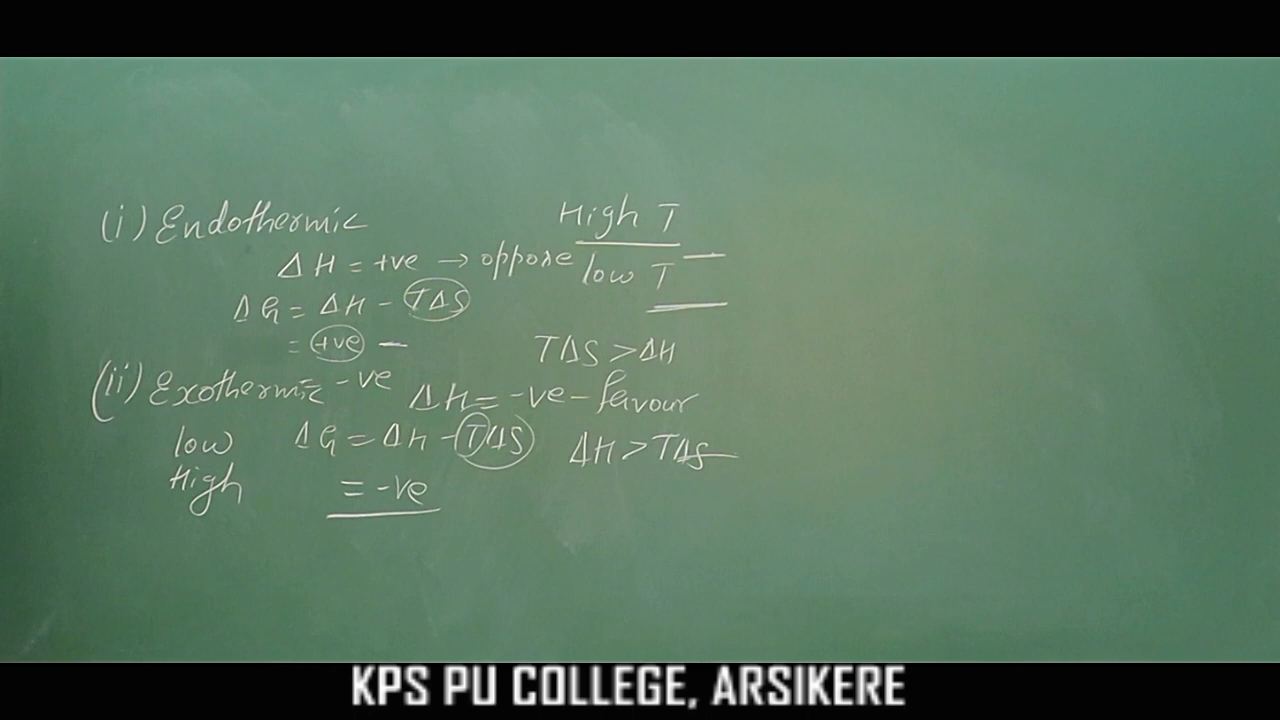 (i) Endothermic High T
ΔH = +ve → oppose low T
ΔG = ΔH - TΔS
= +ve - TΔS > ΔH
(ii) Exothermic = -ve ΔH = -ve - favour
low ΔG = ΔH - TΔS ΔH > TΔS
High = -ve
KPS PU COLLEGE, ARSIKERE